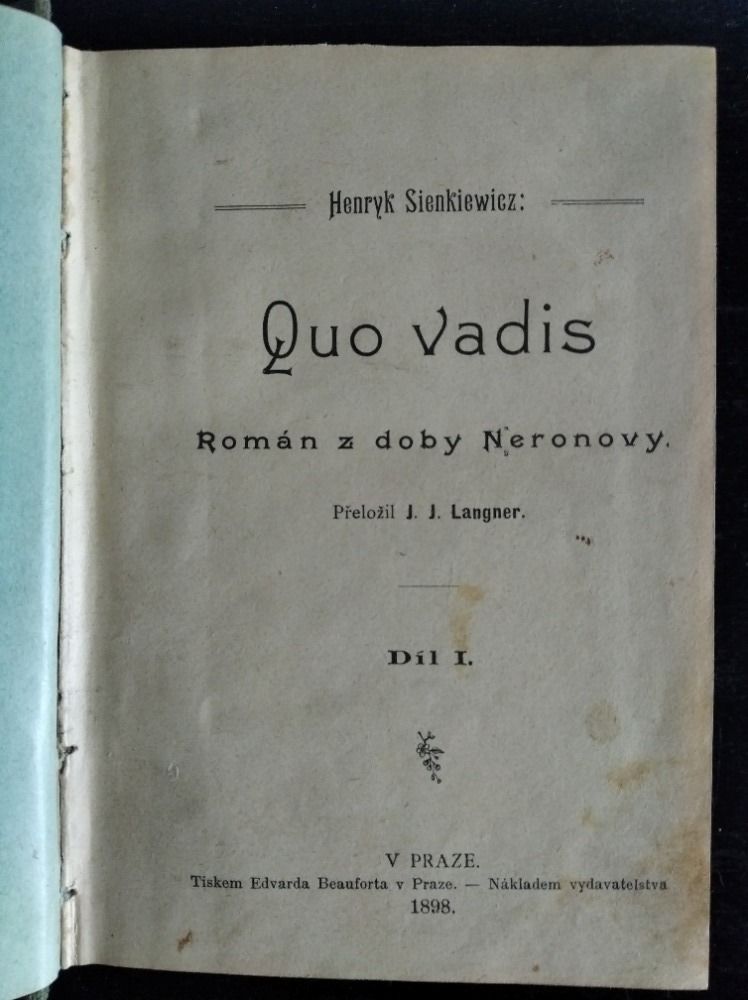 Henryk Sienkiewicz:
Quo vadis
Román z doby Neronovy.
Přeložil J. J. Langner.
Díl I.
V PRAZE.
Tiskem Edvarda Beauforta v Praze. — Nákladem vydavatelstva
1898.